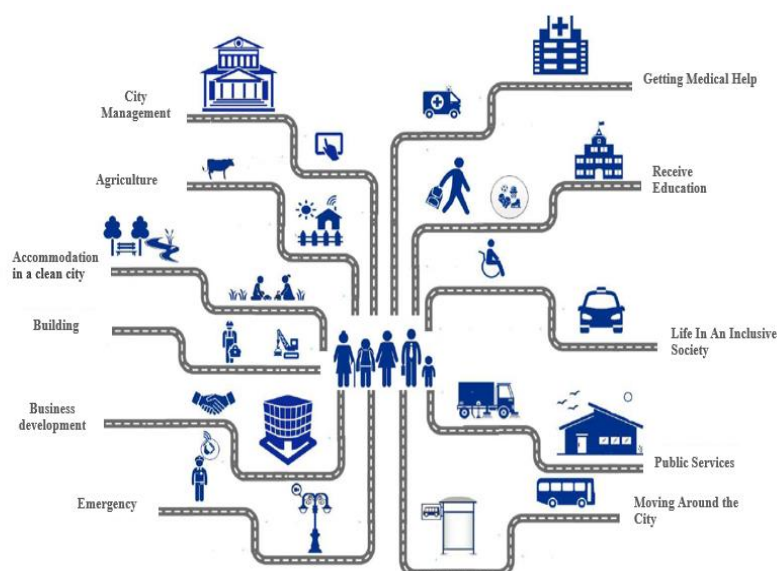 City
Management
Agriculture
Accommodation
in a clean city
Building
Business
development
Emergency
Getting Medical Help
Receive
Education
Life In An Inclusive
Society
Public Services
Moving Around the
City